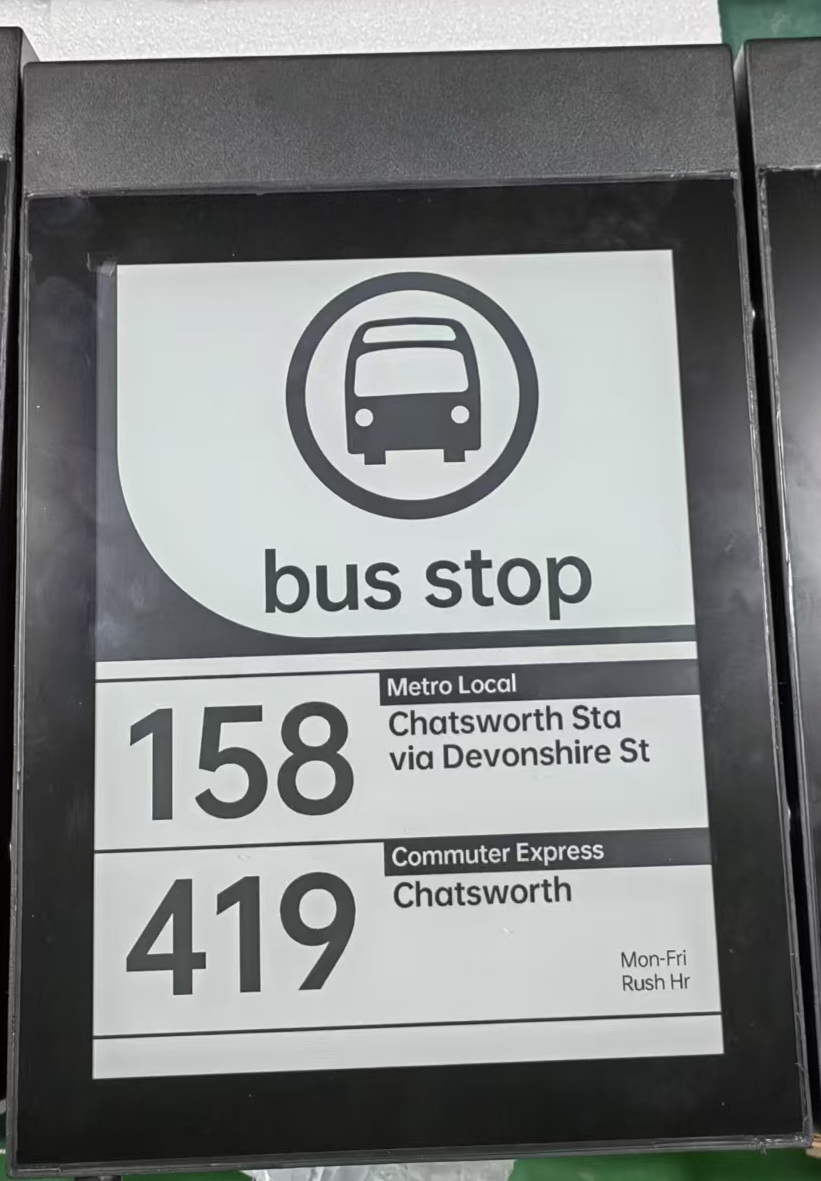 bus stop
158
Metro Local
Chatsworth Sta
via Devonshire St
419
Commuter Express
Chatsworth
Mon-Fri
Rush Hr